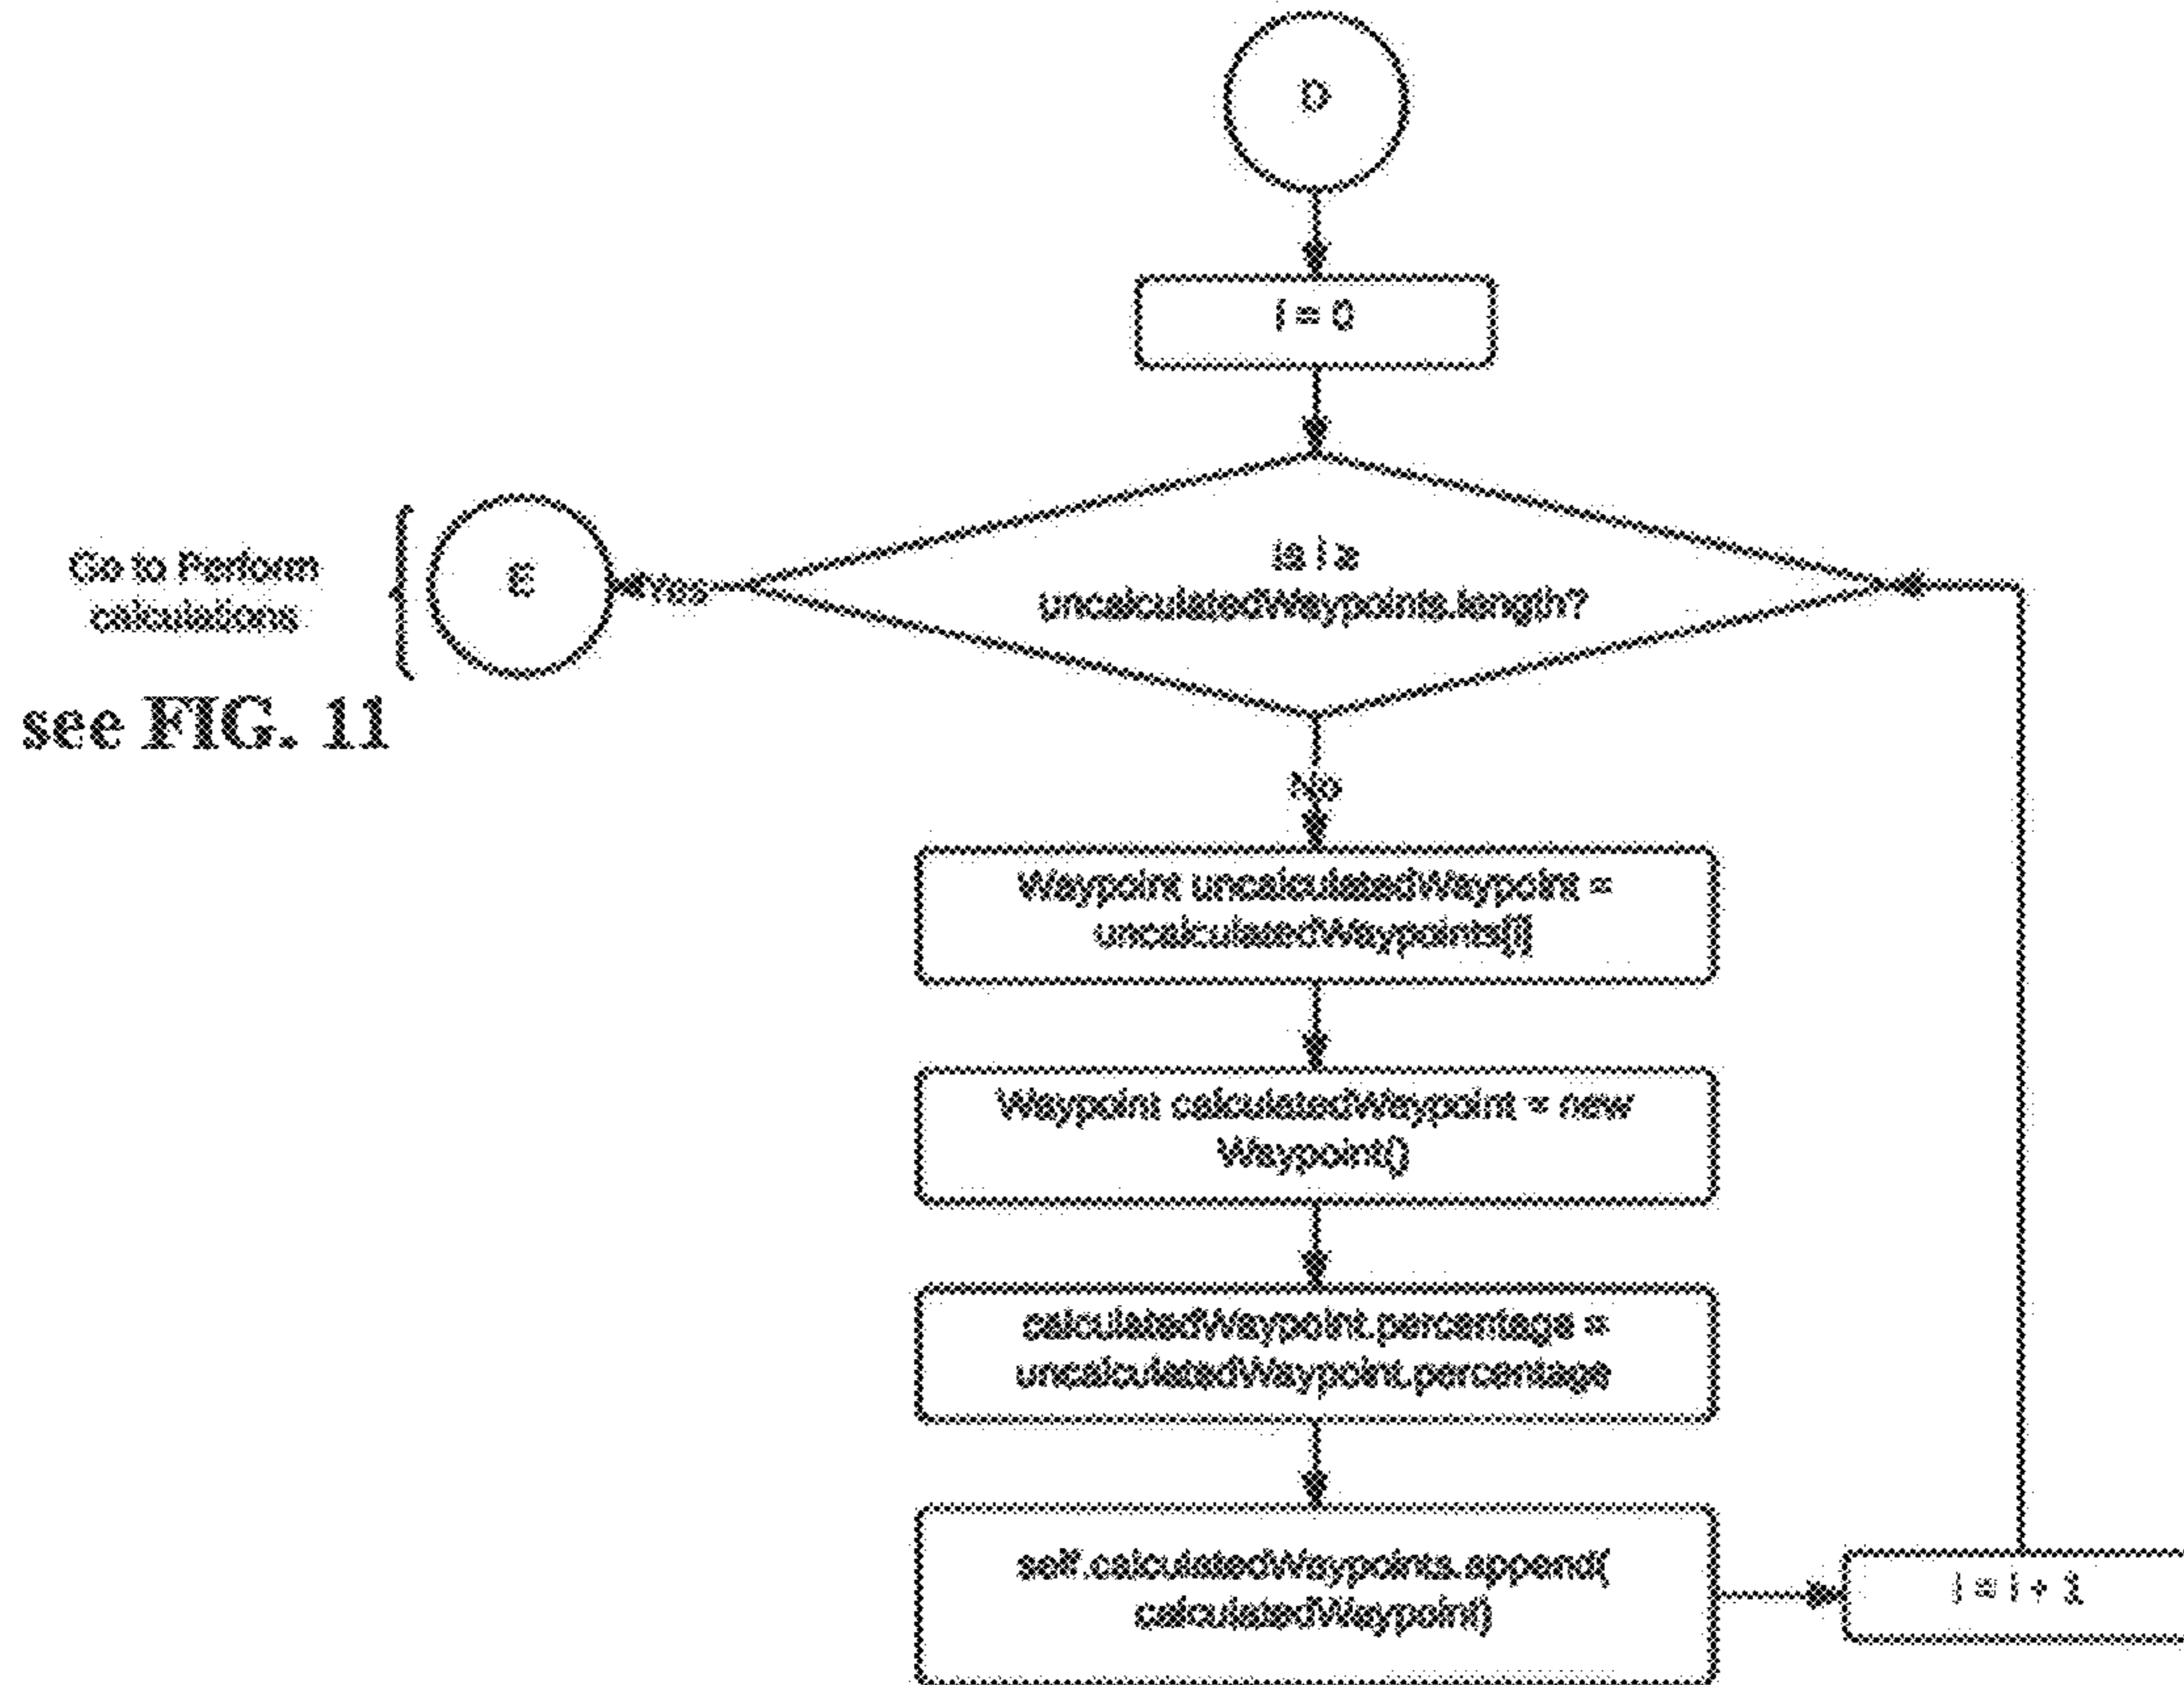 D
i = 0
is i ≥
uncalculatedWaypoints.length?
Yes
E
Go to Perform
calculations
see FIG. 11
No
Waypoint uncalculatedWaypoint =
uncalculatedWaypoints[i]
Waypoint calculatedWaypoint = new
Waypoint()
calculatedWaypoint.percentage =
uncalculatedWaypoint.percentage
self.calculatedWaypoints.append(
calculatedWaypoint)
i = i + 1